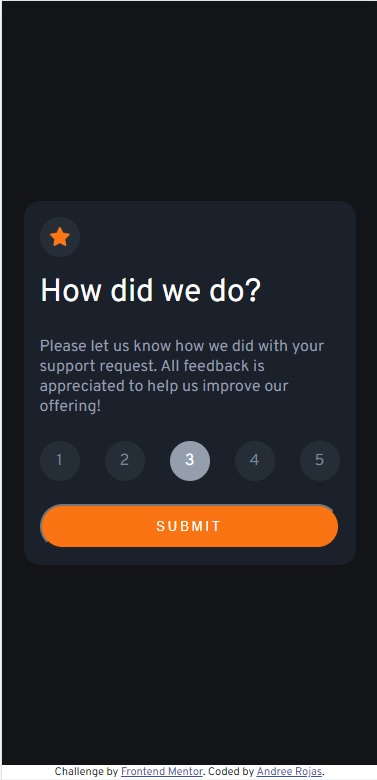 How did we do?
Please let us know how we did with your
support request. All feedback is
appreciated to help us improve our
offering!
1 2 3 4 5
SUBMIT
Challenge by Frontend Mentor. Coded by Andree Rojas.